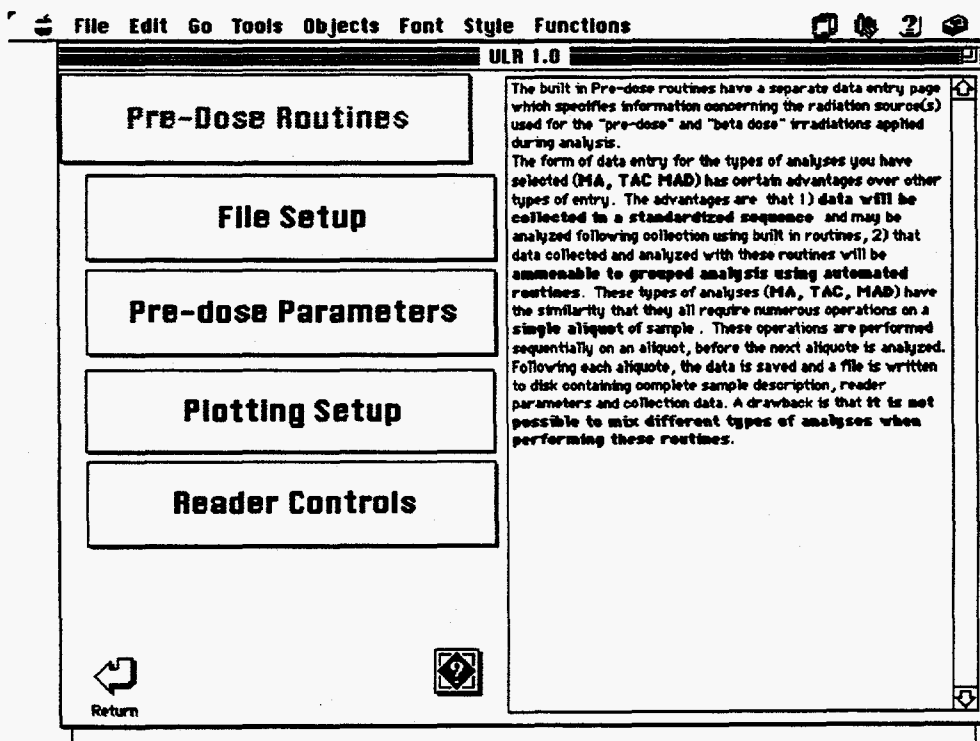 File Edit Go Tools Objects Font Style Functions
ULR 1.0
Pre-Dose Routines
File Setup
Pre-dose Parameters
Plotting Setup
Reader Controls
Return
The built in Pre-dose routines have a separate data entry page
which specifies information concerning the radiation source(s)
used for the "pre-dose" and "beta dose" irradiations applied
during analysis.
The form of data entry for the types of analyses you have
selected (MA, TAC MAD) has certain advantages over other
types of entry. The advantages are that 1) data will be
collected in a standardized sequence and may be
analyzed following collection using built in routines, 2) that
data collected and analyzed with these routines will be
ammenable to grouped analysis using automated
routines. These types of analyses (MA, TAC, MAD) have
the similarity that they all require numerous operations on a
single aliquot of sample . These operations are performed
sequentially on an aliquot, before the next aliquote is analyzed.
Following each aliquote, the data is saved and a file is written
to disk containing complete sample description, reader
parameters and collection data. A drawback is that it is not
possible to mix different types of analyses when
performing these routines.